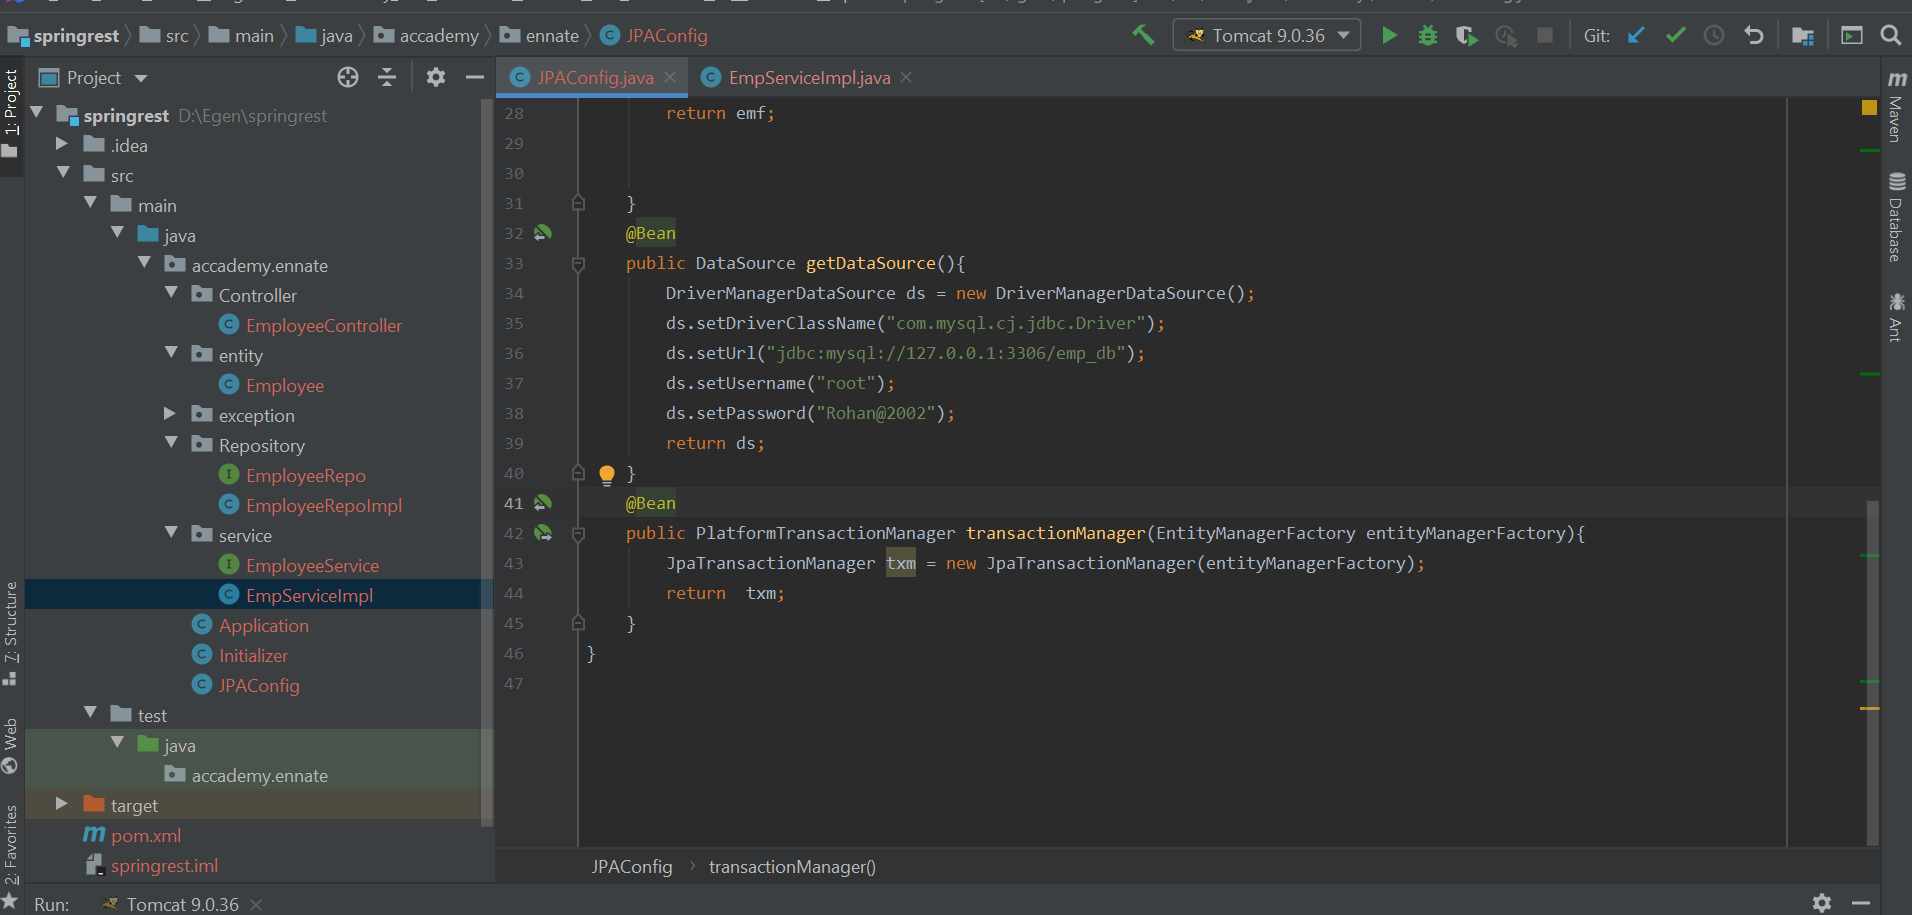 springrest src main java accademy ennate JPAConfig Tomcat 9.0.36 Git:
1: Project
7: Structure
Web
2: Favorites
Project
springrest D:\Egen\springrest
.idea
src
main
java
accademy.ennate
Controller
EmployeeController
entity
Employee
exception
Repository
EmployeeRepo
EmployeeRepoImpl
service
EmployeeService
EmpServiceImpl
Application
Initializer
JPAConfig
test
java
accademy.ennate
target
pom.xml
springrest.iml
JPAConfig.java EmpServiceImpl.java
28 return emf;
29
30
31 }
32 @Bean
33 public DataSource getDataSource(){
34 DriverManagerDataSource ds = new DriverManagerDataSource();
35 ds.setDriverClassName("com.mysql.cj.jdbc.Driver");
36 ds.setUrl("jdbc:mysql://127.0.0.1:3306/emp_db");
37 ds.setUsername("root");
38 ds.setPassword("Rohan@2002");
39 return ds;
40 }
41 @Bean
42 public PlatformTransactionManager transactionManager(EntityManagerFactory entityManagerFactory){
43 JpaTransactionManager txm = new JpaTransactionManager(entityManagerFactory);
44 return  txm;
45 }
46 }
47
JPAConfig transactionManager()
Maven
Database
Ant
Run: Tomcat 9.0.36